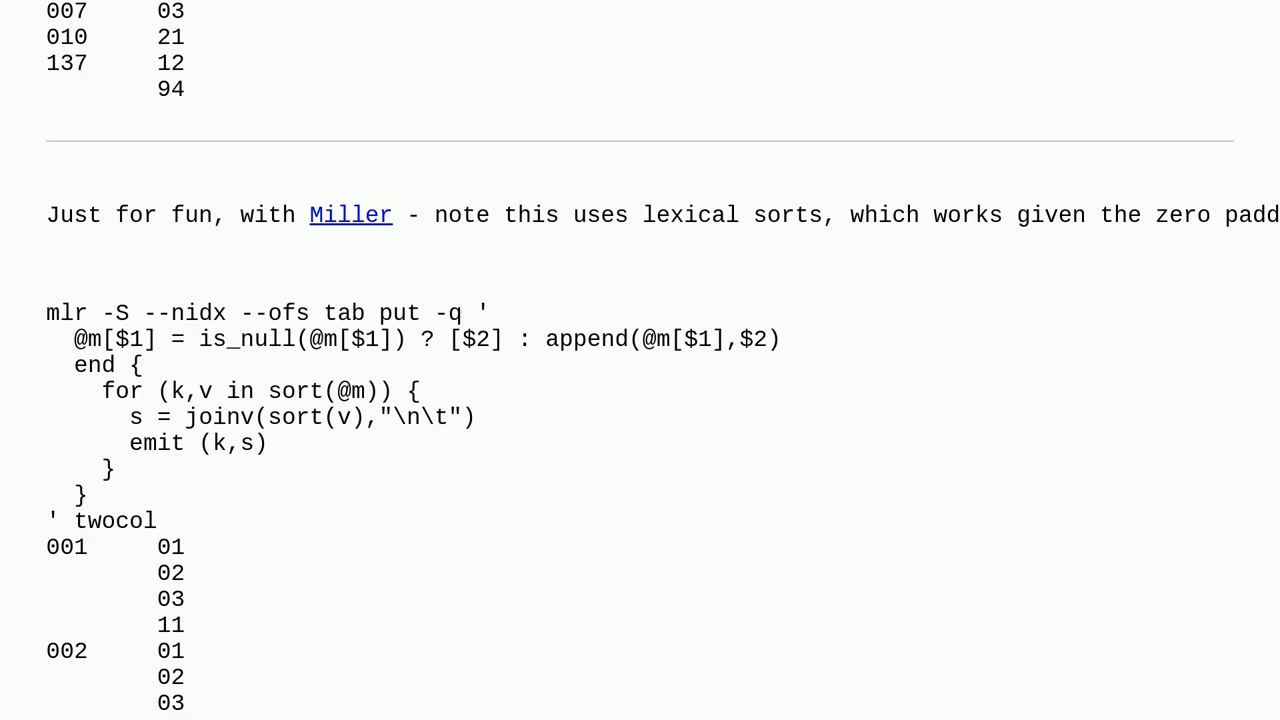 007     03
010     21
137     12
        94
Just for fun, with Miller - note this uses lexical sorts, which works given the zero
mlr -S --nidx --ofs tab put -q '
  @m[$1] = is_null(@m[$1]) ? [$2] : append(@m[$1],$2)
  end {
    for (k,v in sort(@m)) {
      s = joinv(sort(v),"\n\t")
      emit (k,s)
    }
  }
' twocol
001     01
        02
        03
        11
002     01
        02
        03